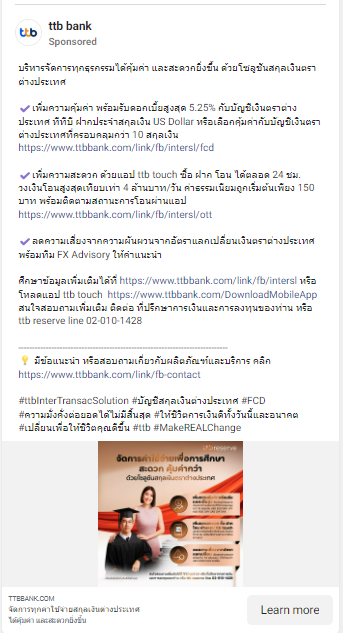 ttb bank
Sponsored
บริหารจัดการทุกธุรกรรมได้คุ้มค่า และสะดวกยิ่งขึ้น ด้วยโซลูชันสกุลเงินตรา
ต่างประเทศ
✔️ เพิ่มความคุ้มค่า พร้อมรับดอกเบี้ยสูงสุด 5.25% กับบัญชีเงินตราต่าง
ประเทศ ทีทีบี ฝากประจำสกุลเงิน US Dollar หรือเลือกคุ้มค่ากับบัญชีเงินตรา
ต่างประเทศที่ครอบคลุมกว่า 10 สกุลเงิน
https://www.ttbbank.com/link/fb/intersl/fcd
✔️ เพิ่มความสะดวก ด้วยแอป ttb touch ซื้อ ฝาก โอน ได้ตลอด 24 ชม.
วงเงินโอนสูงสุดเทียบเท่า 4 ล้านบาท/วัน ค่าธรรมเนียมถูกเริ่มต้นเพียง 150
บาท พร้อมติดตามสถานะการโอนผ่านแอป
https://www.ttbbank.com/link/fb/intersl/ott
✔️ ลดความเสี่ยงจากความผันผวนจากอัตราแลกเปลี่ยนเงินตราต่างประเทศ
พร้อมทีม FX Advisory ให้คำแนะนำ
ศึกษาข้อมูลเพิ่มเติมได้ที่ https://www.ttbbank.com/link/fb/intersl หรือ
โหลดแอป ttb touch https://www.ttbbank.com/DownloadMobileApp
สนใจสอบถามเพิ่มเติม ติดต่อ ที่ปรึกษาการเงินและการลงทุนของท่าน หรือ
ttb reserve line 02-010-1428
💡 มีข้อแนะนำ หรือสอบถามเกี่ยวกับผลิตภัณฑ์และบริการ คลิก
https://www.ttbbank.com/link/fb-contact
#ttbInterTransacSolution #บัญชีสกุลเงินต่างประเทศ #FCD
#ความมั่งคั่งต่อยอดได้ไม่มีสิ้นสุด #ให้ชีวิตการเงินดีทั้งวันนี้และอนาคต
#เปลี่ยนเพื่อให้ชีวิตคุณดีขึ้น #ttb #MakeREALChange
reserve
จัดการค่าใช้จ่ายเพื่อการศึกษา
สะดวก คุ้มค่ากว่า
ด้วยโซลูชันสกุลเงินตราต่างประเทศ
TTBBANK.COM
จัดการทุกค่าใช้จ่ายสกุลเงินต่างประเทศ
ได้คุ้มค่า และสะดวกยิ่งขึ้น
Learn more